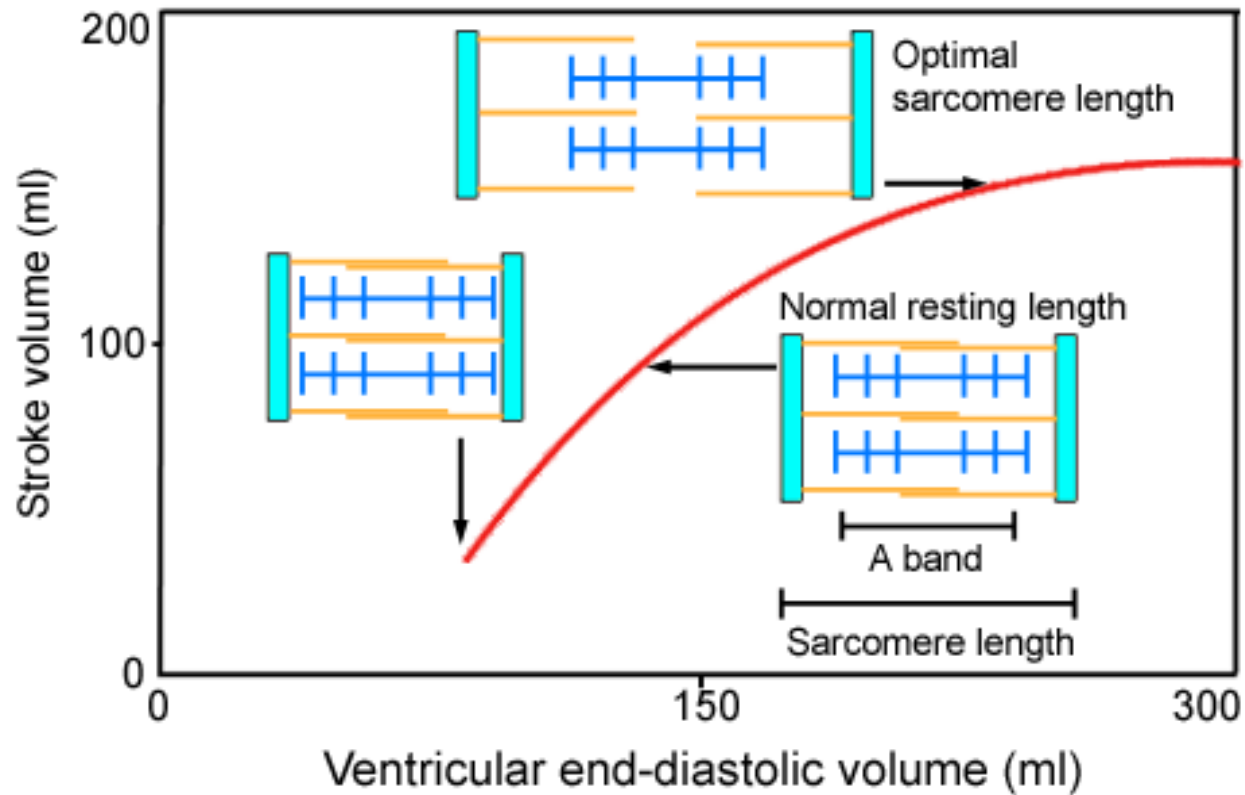 200
Optimal
sarcomere length
Stroke volume (ml)
Normal resting length
100
A band
Sarcomere length
0
0
150
300
Ventricular end-diastolic volume (ml)